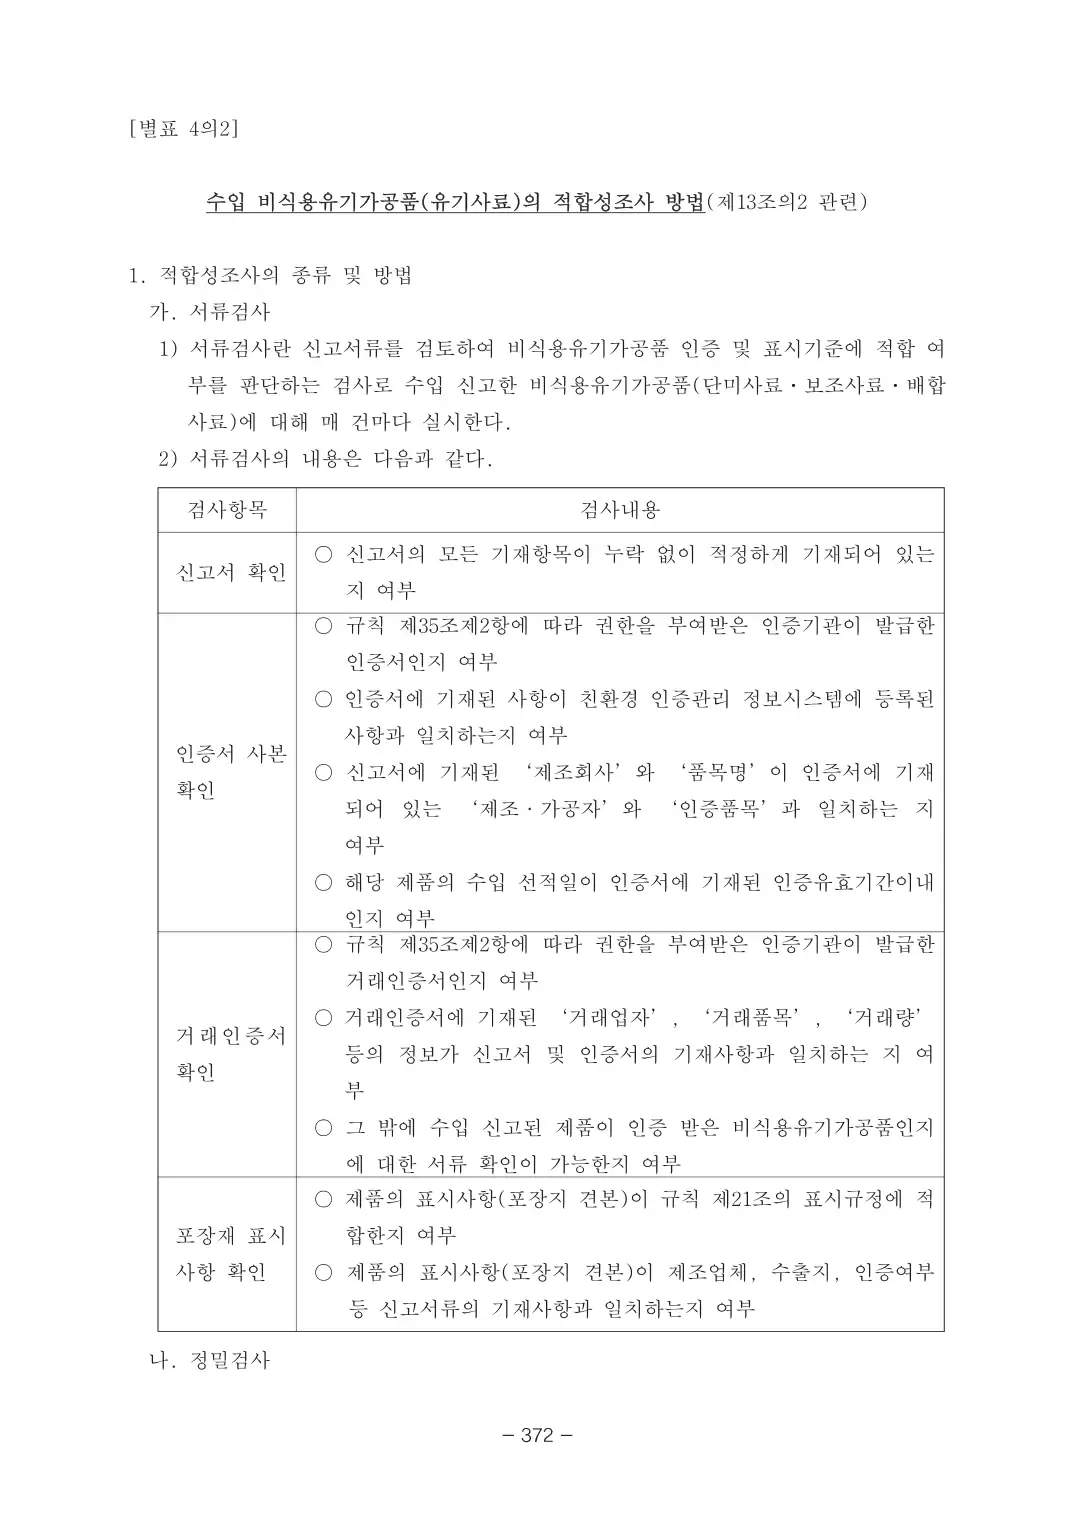 [별표 4의2]
수입 비식용유기가공품(유기사료)의 적합성조사 방법(제13조의2 관련)
1. 적합성조사의 종류 및 방법
가. 서류검사
1) 서류검사란 신고서류를 검토하여 비식용유기가공품 인증 및 표시기준에 적합 여
부를 판단하는 검사로 수입 신고한 비식용유기가공품(단미사료·보조사료·배합
사료)에 대해 매 건마다 실시한다.
2) 서류검사의 내용은 다음과 같다.
검사항목 검사내용
신고서 확인
○ 신고서의 모든 기재항목이 누락 없이 적정하게 기재되어 있는
지 여부
인증서 사본
확인
○ 규칙 제35조제2항에 따라 권한을 부여받은 인증기관이 발급한
인증서인지 여부
○ 인증서에 기재된 사항이 친환경 인증관리 정보시스템에 등록된
사항과 일치하는지 여부
○ 신고서에 기재된 ‘제조회사’와 ‘품목명’이 인증서에 기재
되어 있는 ‘제조·가공자’와 ‘인증품목’과 일치하는 지
여부
○ 해당 제품의 수입 선적일이 인증서에 기재된 인증유효기간이내
인지 여부
거래인증서
확인
○ 규칙 제35조제2항에 따라 권한을 부여받은 인증기관이 발급한
거래인증서인지 여부
○ 거래인증서에 기재된 ‘거래업자’, ‘거래품목’, ‘거래량’
등의 정보가 신고서 및 인증서의 기재사항과 일치하는 지 여
부
○ 그 밖에 수입 신고된 제품이 인증 받은 비식용유기가공품인지
에 대한 서류 확인이 가능한지 여부
포장재 표시
사항 확인
○ 제품의 표시사항(포장지 견본)이 규칙 제21조의 표시규정에 적
합한지 여부
○ 제품의 표시사항(포장지 견본)이 제조업체, 수출지, 인증여부
등 신고서류의 기재사항과 일치하는지 여부
나. 정밀검사
- 372 -